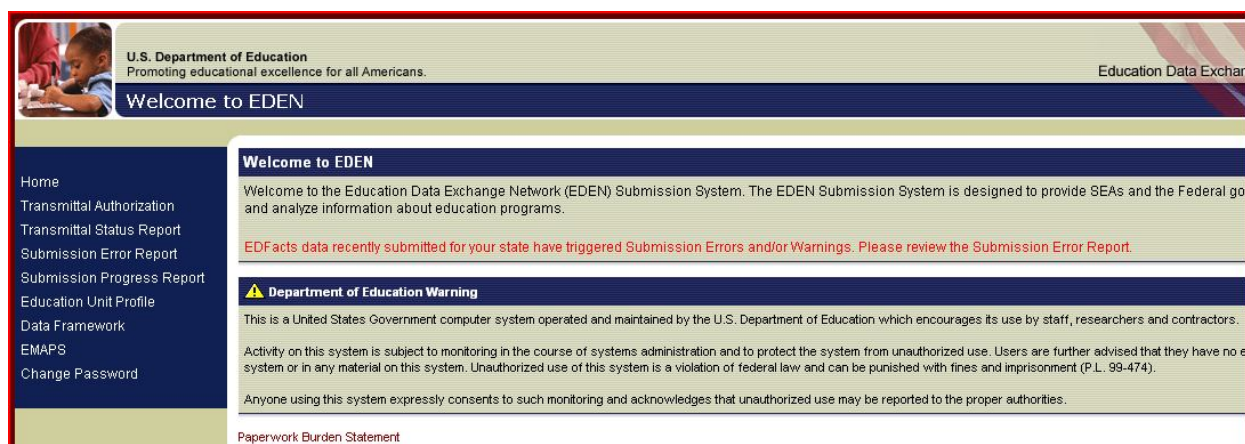 U.S. Department of Education
Promoting educational excellence for all Americans.
Education Data Exchan
Welcome to EDEN
Home
Transmittal Authorization
Transmittal Status Report
Submission Error Report
Submission Progress Report
Education Unit Profile
Data Framework
EMAPS
Change Password
Welcome to EDEN
Welcome to the Education Data Exchange Network (EDEN) Submission System. The EDEN Submission System is designed to provide SEAs and the Federal go
and analyze information about education programs.
EDFacts data recently submitted for your state have triggered Submission Errors and/or Warnings. Please review the Submission Error Report.
Department of Education Warning
This is a United States Government computer system operated and maintained by the U.S. Department of Education which encourages its use by staff, researchers and contractors.
Activity on this system is subject to monitoring in the course of systems administration and to protect the system from unauthorized use. Users are further advised that they have no e
system or in any material on this system. Unauthorized use of this system is a violation of federal law and can be punished with fines and imprisonment (P.L. 99-474).
Anyone using this system expressly consents to such monitoring and acknowledges that unauthorized use may be reported to the proper authorities.
Paperwork Burden Statement